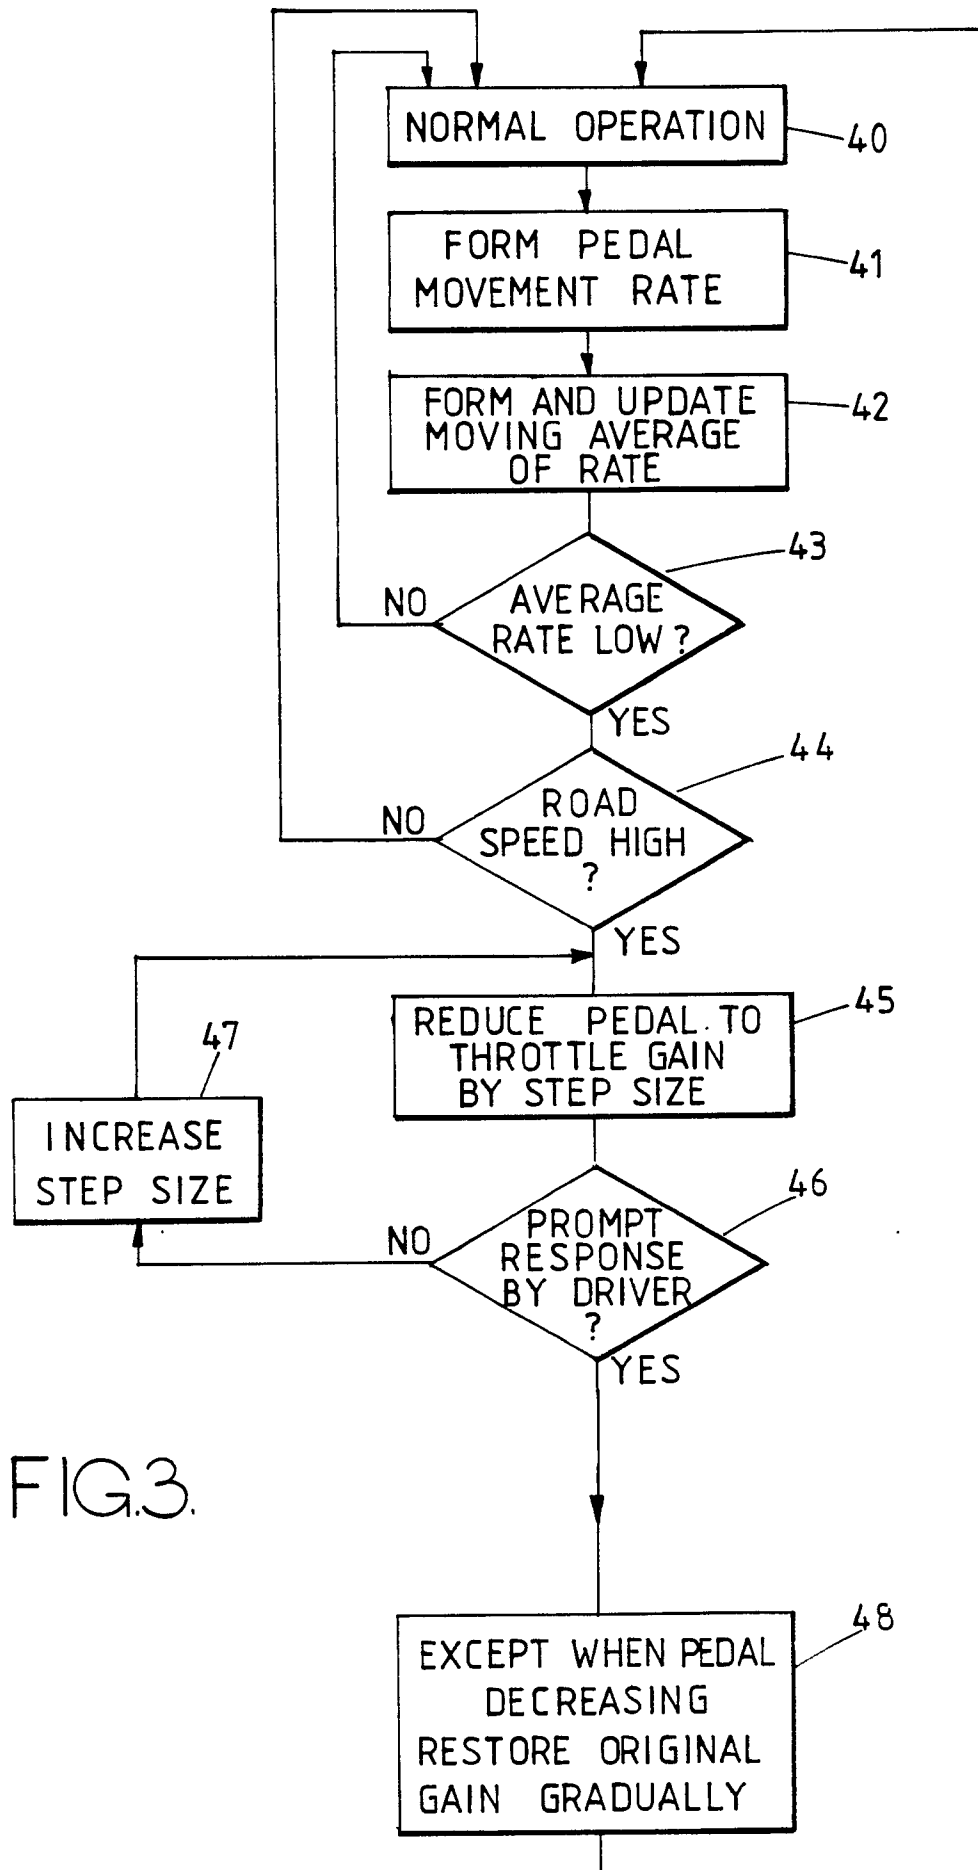 NORMAL OPERATION
40
FORM PEDAL
MOVEMENT RATE
41
FORM AND UPDATE
MOVING AVERAGE
OF RATE
42
43
AVERAGE
RATE LOW ?
NO
YES
44
ROAD
SPEED HIGH
?
NO
YES
45
REDUCE PEDAL TO
THROTTLE GAIN
BY STEP SIZE
47
INCREASE
STEP SIZE
46
PROMPT
RESPONSE
BY DRIVER
?
NO
YES
FIG.3.
48
EXCEPT WHEN PEDAL
DECREASING
RESTORE ORIGINAL
GAIN GRADUALLY